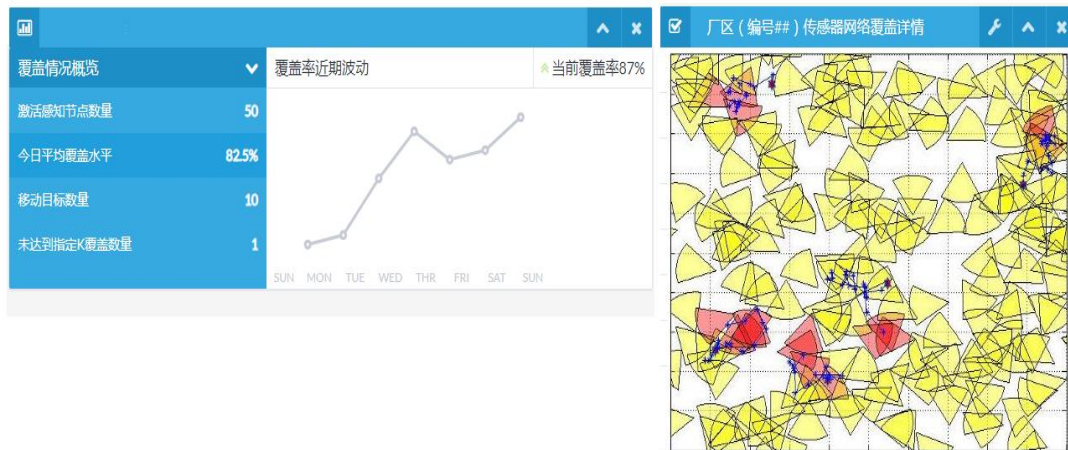 覆盖情况概览
激活感知节点数量 50
今日平均覆盖水平 82.5%
移动目标数量 10
未达到指定K覆盖数量 1
覆盖率近期波动 当前覆盖率87%
SUN MON TUE WED THR FRI SAT SUN
厂区（编号##）传感器网络覆盖详情